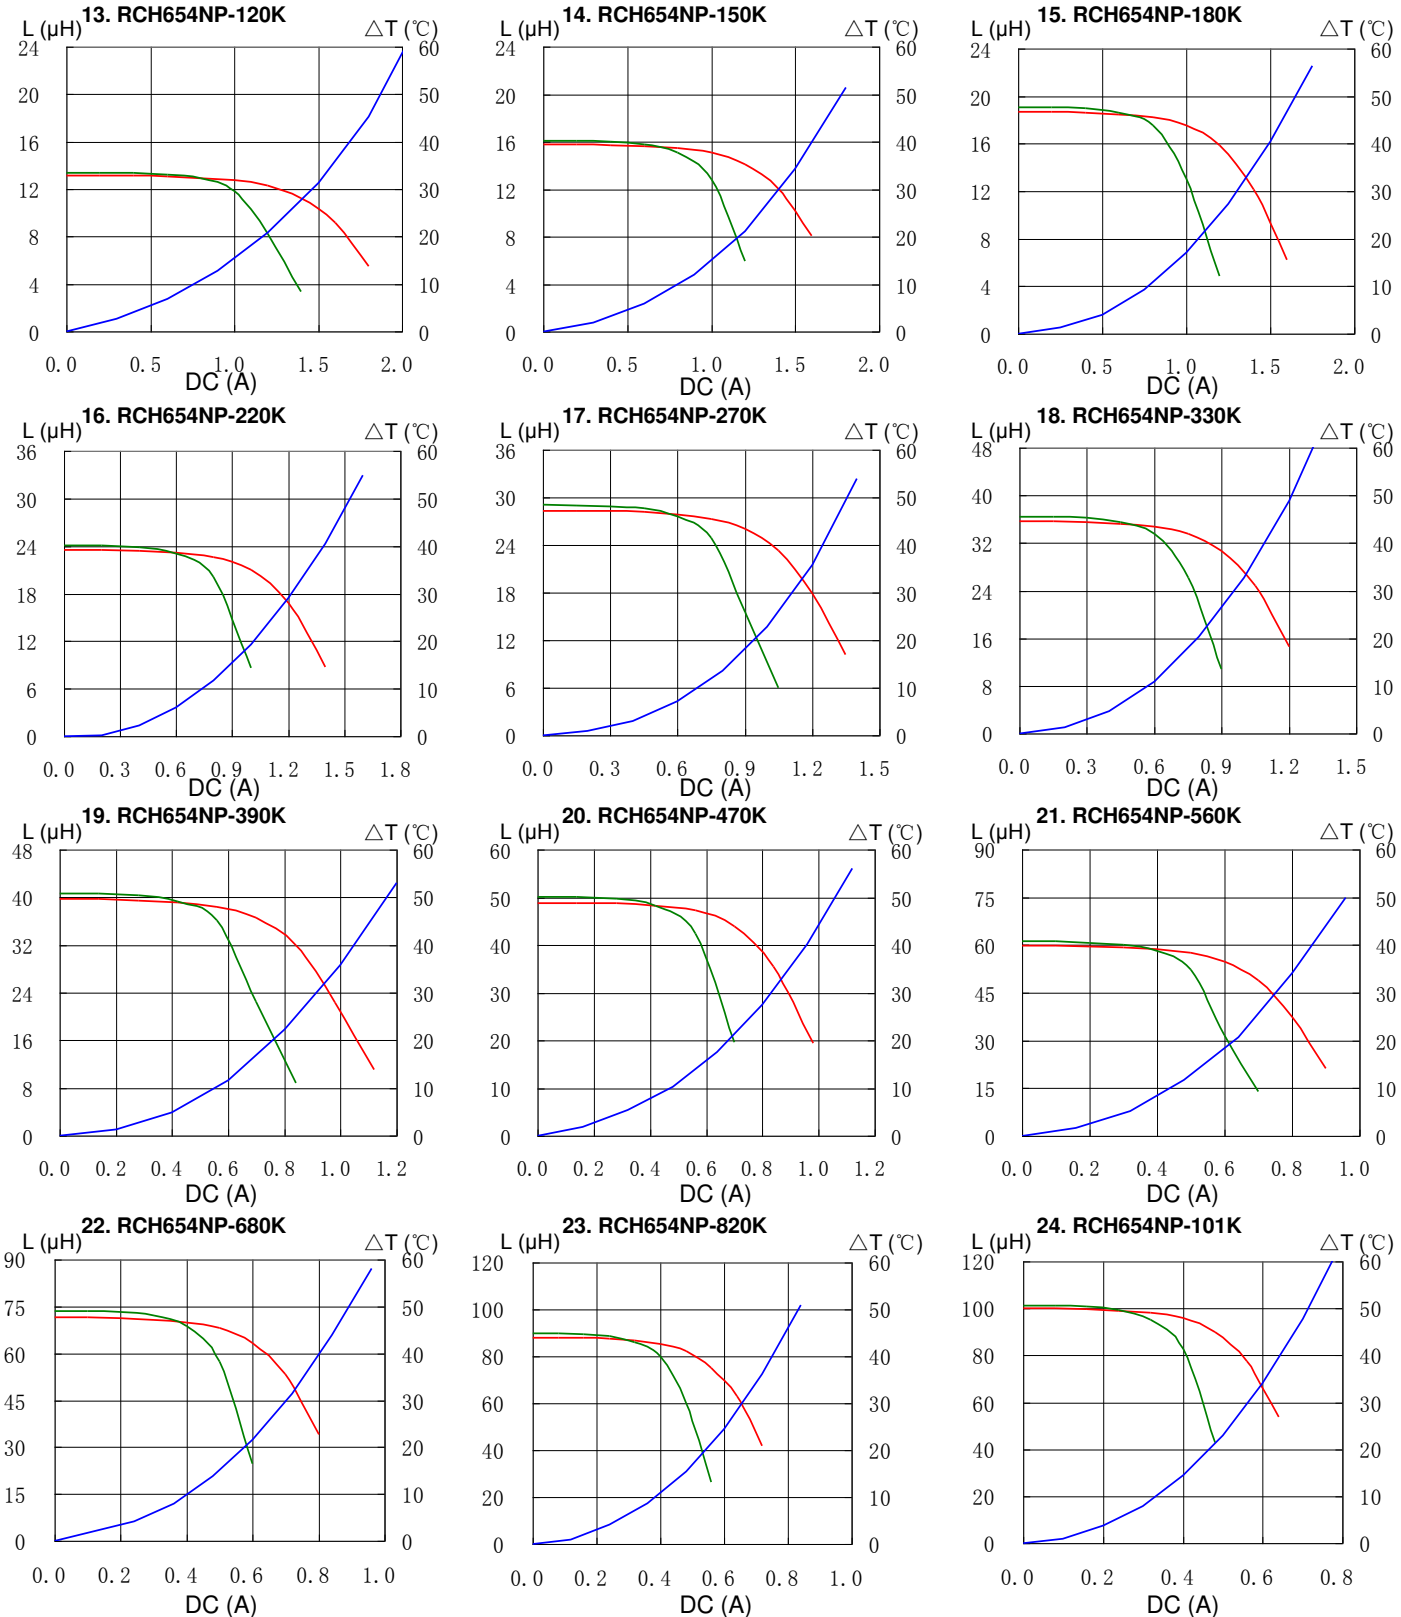 13. RCH654NP-120K
L (μH)
△T (℃)
24 20 16 12 8 4 0
60 50 40 30 20 10 0
0.0 0.5 1.0 1.5 2.0
DC (A)
14. RCH654NP-150K
L (μH)
△T (℃)
24 20 16 12 8 4 0
60 50 40 30 20 10 0
0.0 0.5 1.0 1.5 2.0
DC (A)
15. RCH654NP-180K
L (μH)
△T (℃)
24 20 16 12 8 4 0
60 50 40 30 20 10 0
0.0 0.5 1.0 1.5 2.0
DC (A)
16. RCH654NP-220K
L (μH)
△T (℃)
36 30 24 18 12 6 0
60 50 40 30 20 10 0
0.0 0.3 0.6 0.9 1.2 1.5 1.8
DC (A)
17. RCH654NP-270K
L (μH)
△T (℃)
36 30 24 18 12 6 0
60 50 40 30 20 10 0
0.0 0.3 0.6 0.9 1.2 1.5
DC (A)
18. RCH654NP-330K
L (μH)
△T (℃)
48 40 32 24 16 8 0
60 50 40 30 20 10 0
0.0 0.3 0.6 0.9 1.2 1.5
DC (A)
19. RCH654NP-390K
L (μH)
△T (℃)
48 40 32 24 16 8 0
60 50 40 30 20 10 0
0.0 0.2 0.4 0.6 0.8 1.0 1.2
DC (A)
20. RCH654NP-470K
L (μH)
△T (℃)
60 50 40 30 20 10 0
60 50 40 30 20 10 0
0.0 0.2 0.4 0.6 0.8 1.0 1.2
DC (A)
21. RCH654NP-560K
L (μH)
△T (℃)
90 75 60 45 30 15 0
60 50 40 30 20 10 0
0.0 0.2 0.4 0.6 0.8 1.0
DC (A)
22. RCH654NP-680K
L (μH)
△T (℃)
90 75 60 45 30 15 0
60 50 40 30 20 10 0
0.0 0.2 0.4 0.6 0.8 1.0
DC (A)
23. RCH654NP-820K
L (μH)
△T (℃)
120 100 80 60 40 20 0
60 50 40 30 20 10 0
0.0 0.2 0.4 0.6 0.8 1.0
DC (A)
24. RCH654NP-101K
L (μH)
△T (℃)
120 100 80 60 40 20 0
60 50 40 30 20 10 0
0.0 0.2 0.4 0.6 0.8
DC (A)